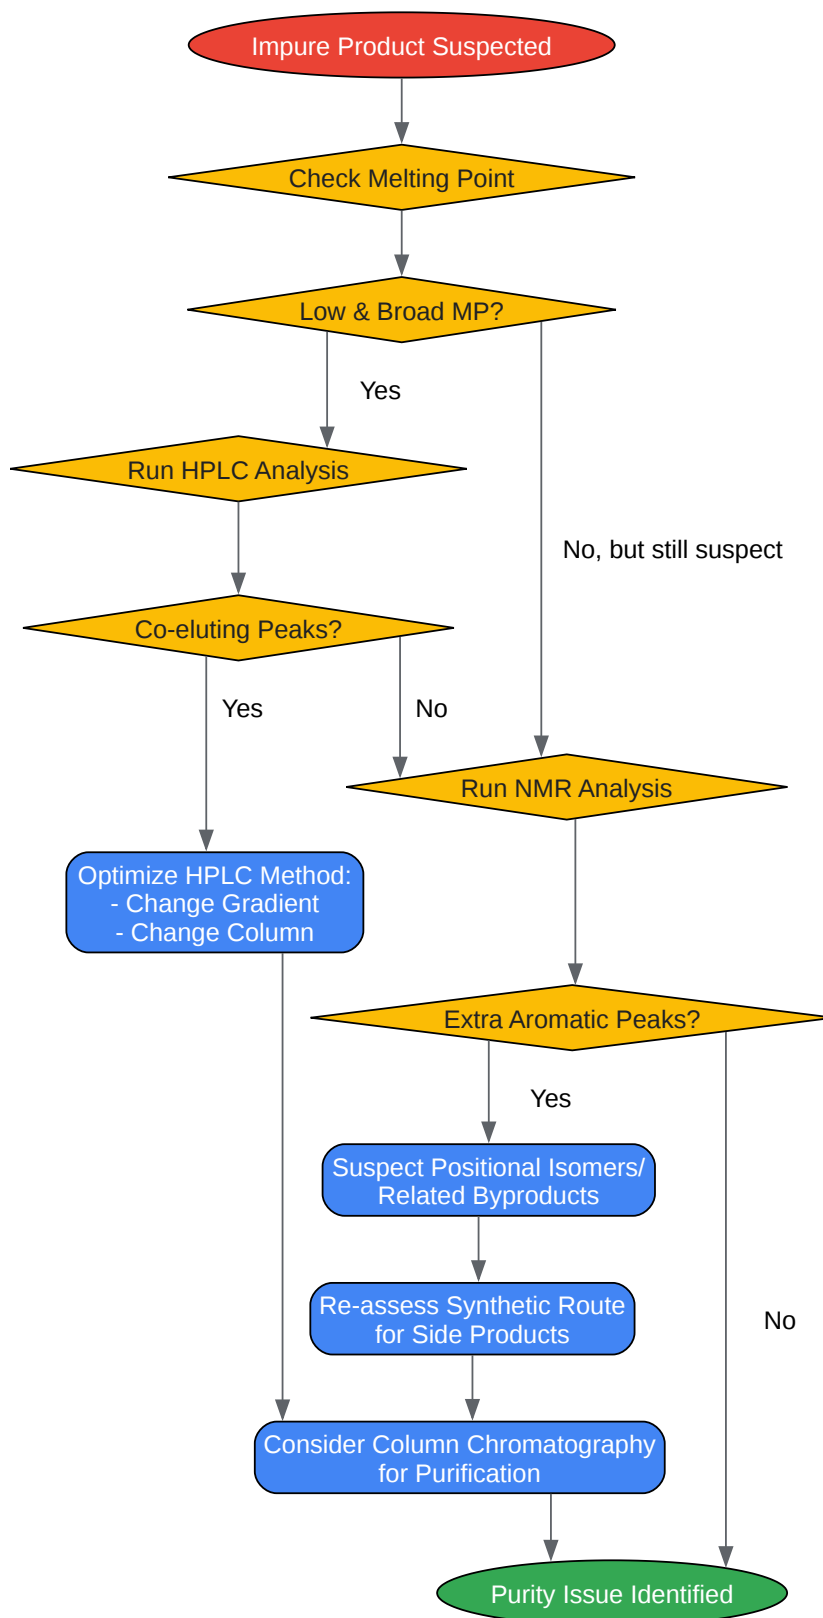 Impure Product Suspected
Check Melting Point
Low & Broad MP?
Yes
Run HPLC Analysis
No, but still suspect
Co-eluting Peaks?
Yes
No
Run NMR Analysis
Optimize HPLC Method:
- Change Gradient
- Change Column
Extra Aromatic Peaks?
Yes
Suspect Positional Isomers/
Related Byproducts
Re-assess Synthetic Route
for Side Products
No
Consider Column Chromatography
for Purification
Purity Issue Identified